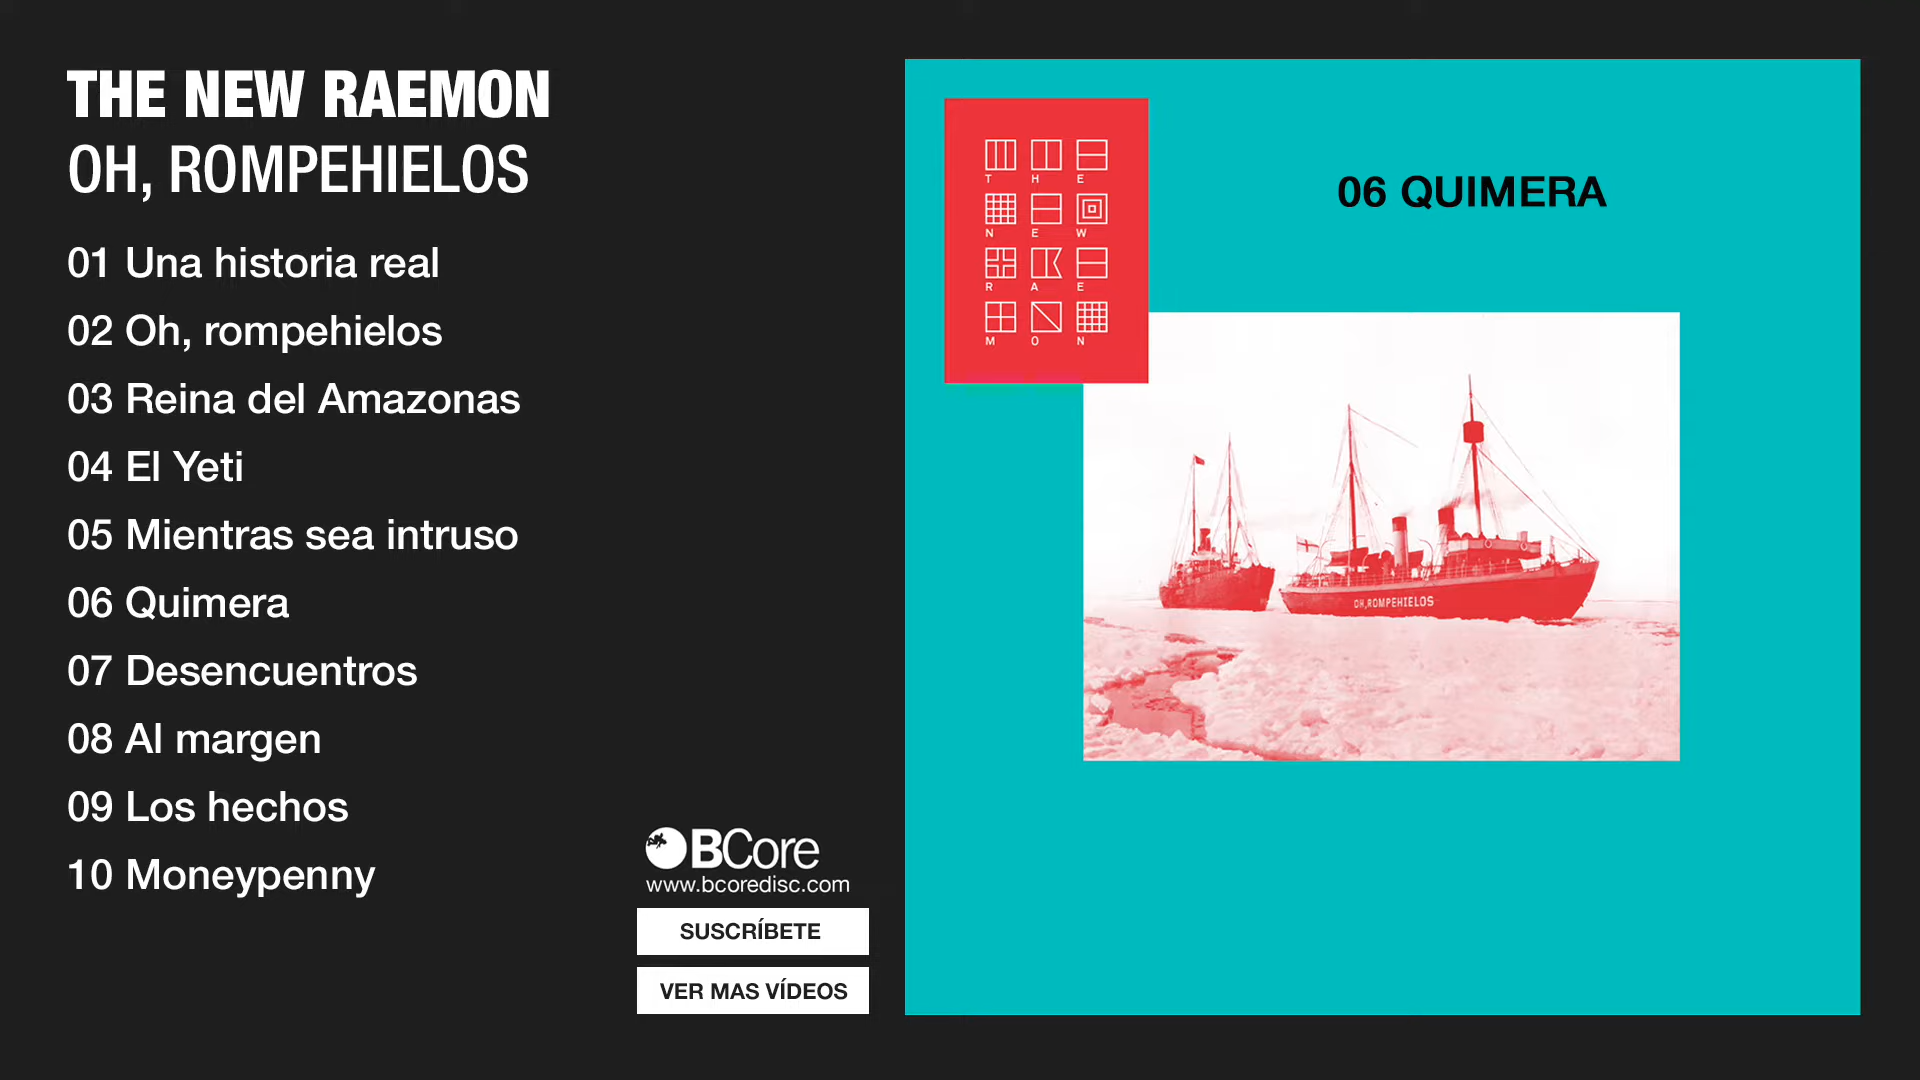 THE NEW RAEMON
OH, ROMPEHIELOS
01 Una historia real
02 Oh, rompehielos
03 Reina del Amazonas
04 El Yeti
05 Mientras sea intruso
06 Quimera
07 Desencuentros
08 Al margen
09 Los hechos
10 Moneypenny
BCore
www.bcoredisc.com
SUSCRÍBETE
VER MAS VÍDEOS
T H E
N E W
R A E
M O N
06 QUIMERA
OH,ROMPEHIELOS